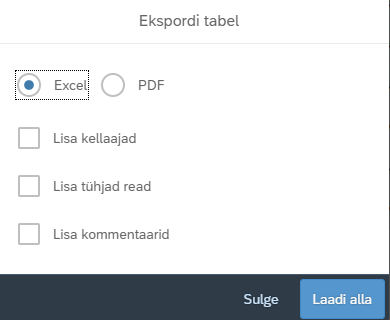 Ekspordi tabel
Excel PDF
Lisa kellaajad
Lisa tühjad read
Lisa kommentaarid
Sulge Laadi alla